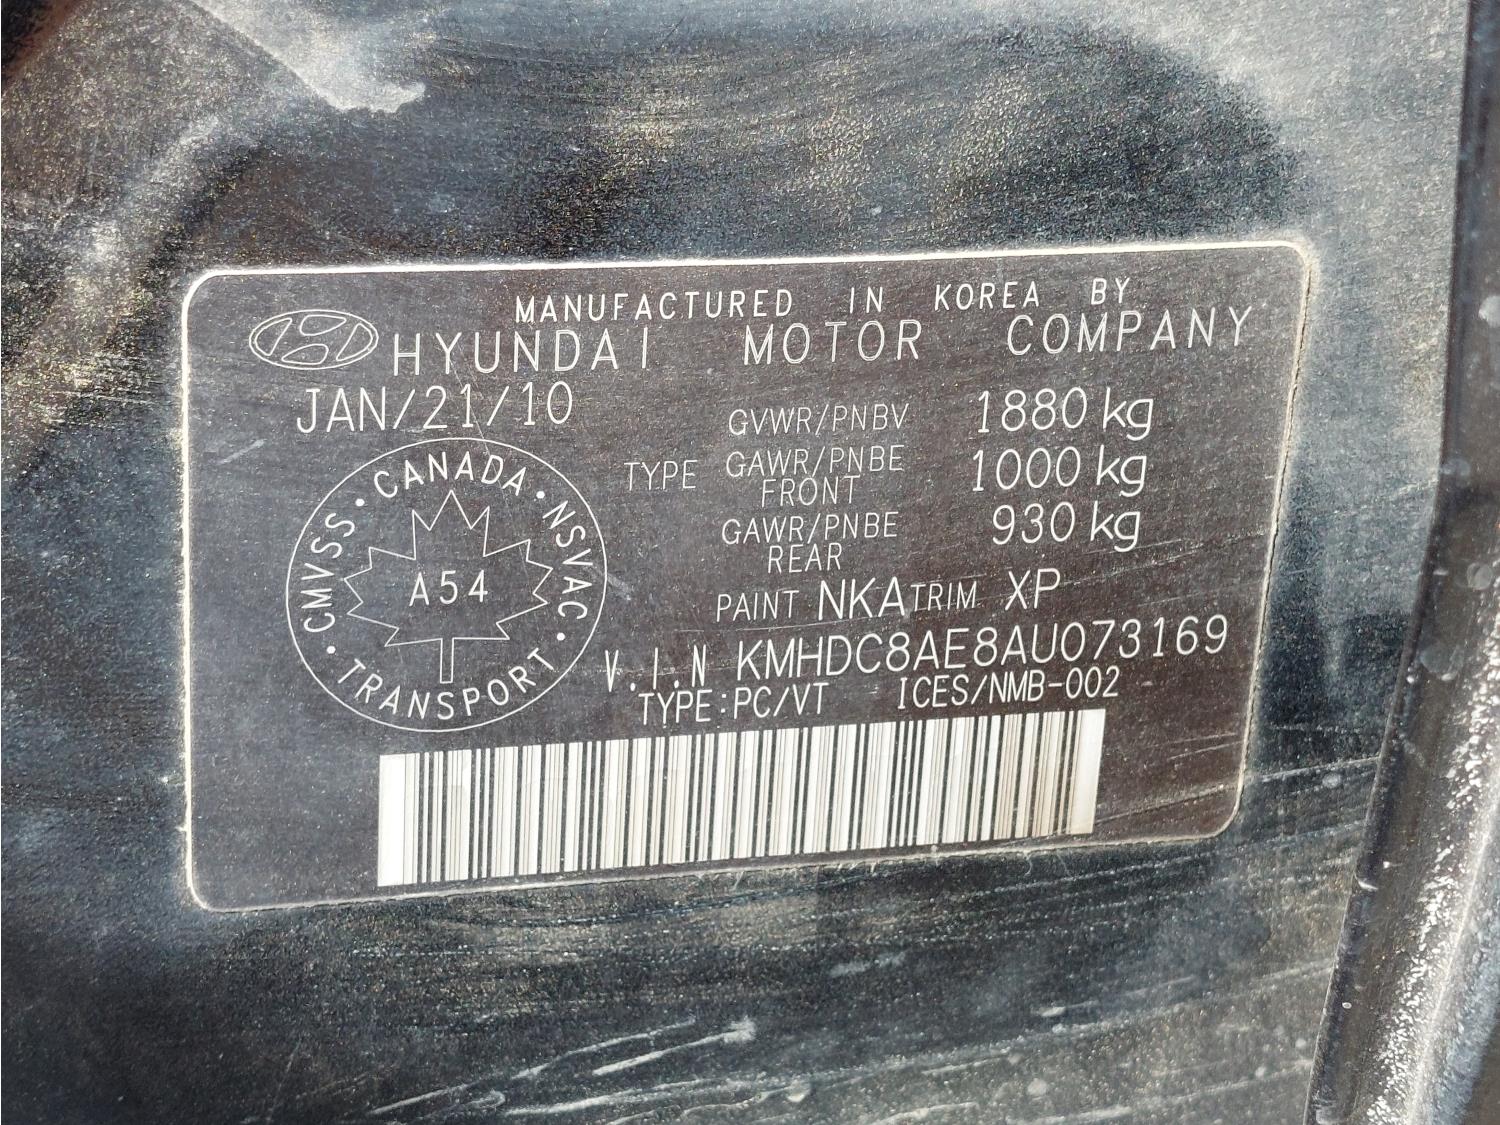 MANUFACTURED IN KOREA BY
HYUNDAI MOTOR COMPANY
JAN/21/10
GVWR/PNBV 1880 kg
TYPE GAWR/PNBE FRONT 1000 kg
GAWR/PNBE REAR 930 kg
PAINT NKA TRIM XP
V.I.N KMHDC8AE8AU073169
TYPE:PC/VT ICES/NMB-002
CMVSS · CANADA · NSVAC ·
A54
· TRANSPORT